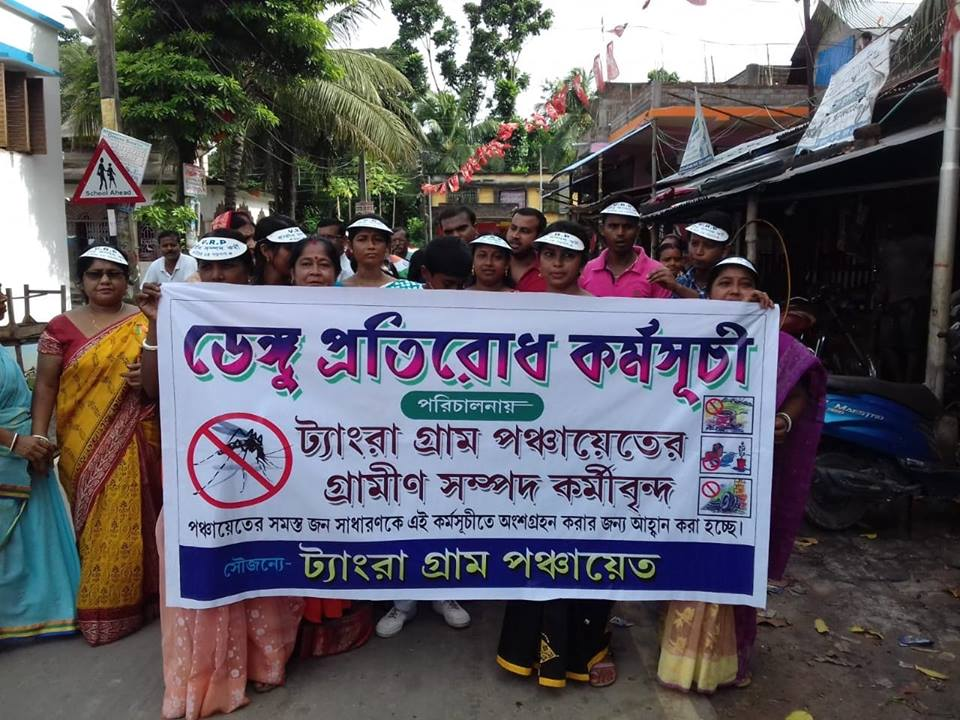 School Ahead
V.R.P
ডেঙ্গু প্রতিরোধ কর্মসূচী
পরিচালনায়
ট্যাংরা গ্রাম পঞ্চায়েতের
গ্রামীণ সম্পদ কর্মীবৃন্দ
পঞ্চায়েতের সমস্ত জন সাধারণকে এই কর্মসূচীতে অংশগ্রহন করার জন্য আহ্বান করা হচ্ছে।
সৌজন্যে- ট্যাংরা গ্রাম পঞ্চায়েত
MAESTRO